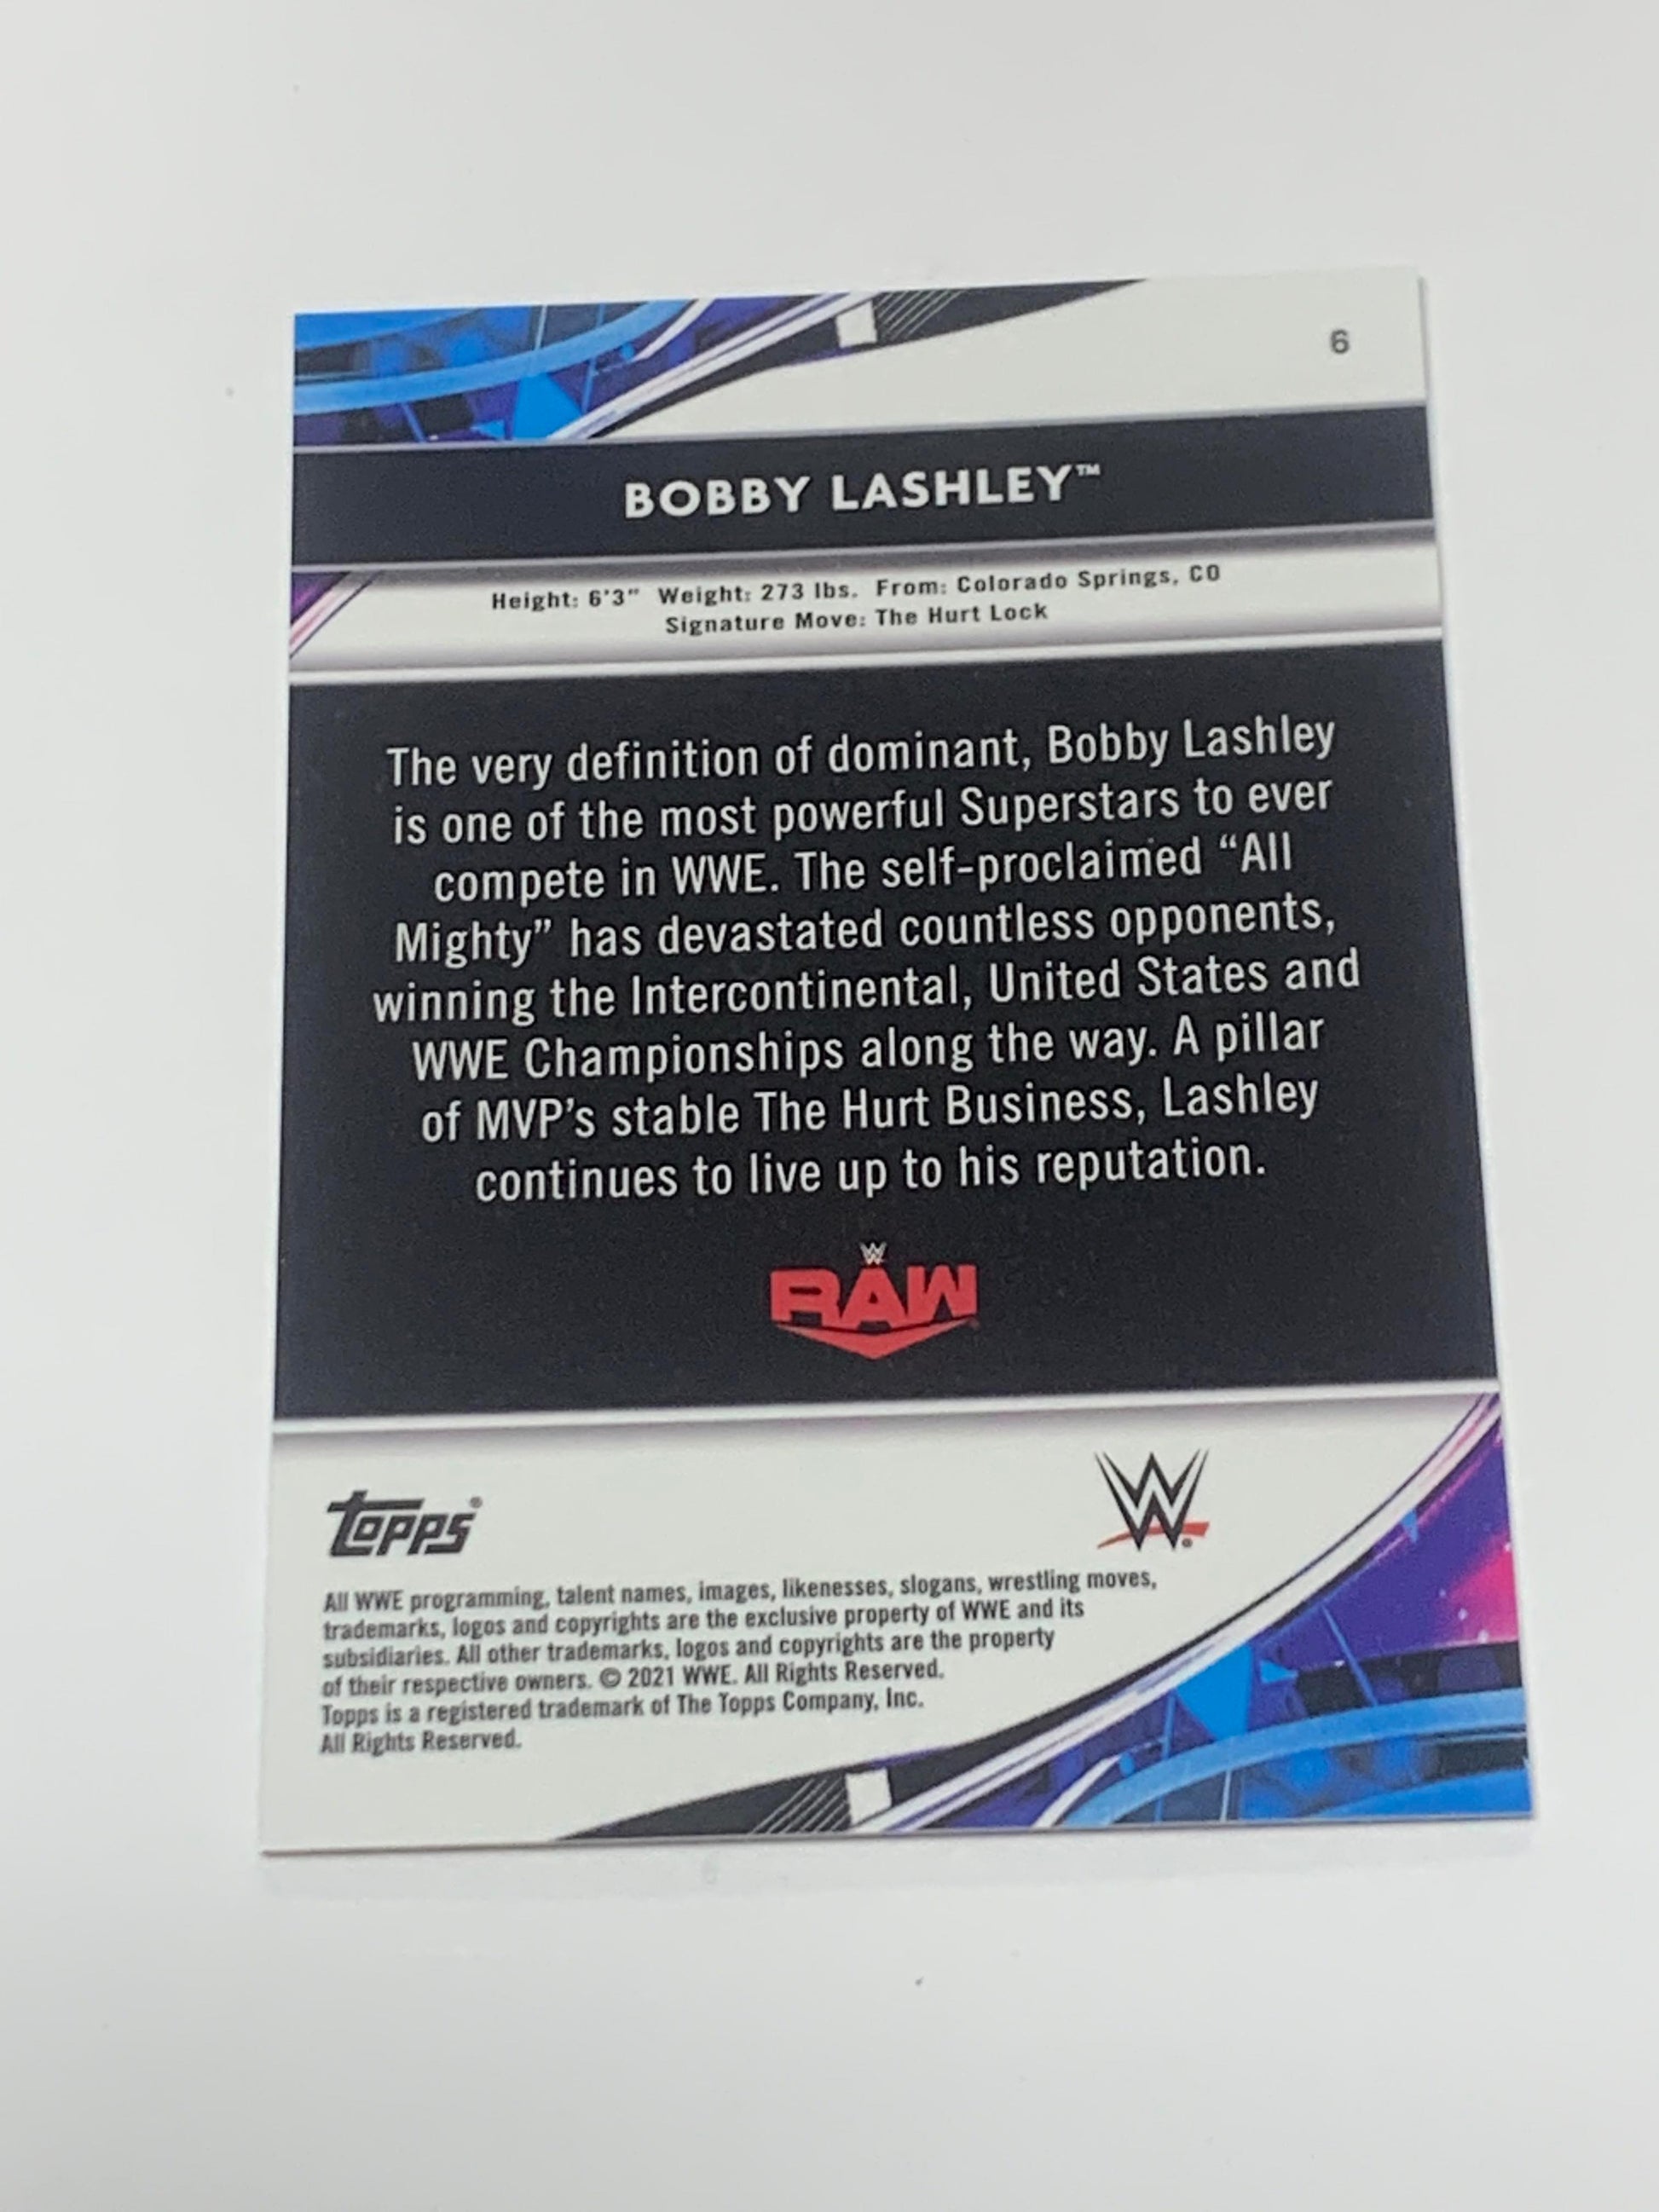 6
BOBBY LASHLEY™
Height: 6'3" Weight: 273 lbs. From: Colorado Springs, CO
Signature Move: The Hurt Lock
The very definition of dominant, Bobby Lashley
is one of the most powerful Superstars to ever
compete in WWE. The self-proclaimed “All
Mighty” has devastated countless opponents,
winning the Intercontinental, United States and
WWE Championships along the way. A pillar
of MVP’s stable The Hurt Business, Lashley
continues to live up to his reputation.
W
RAW
Topps®
W®
All WWE programming, talent names, images, likenesses, slogans, wrestling moves,
trademarks, logos and copyrights are the exclusive property of WWE and its
subsidiaries. All other trademarks, logos and copyrights are the property
of their respective owners. © 2021 WWE. All Rights Reserved.
Topps is a registered trademark of The Topps Company, Inc.
All Rights Reserved.